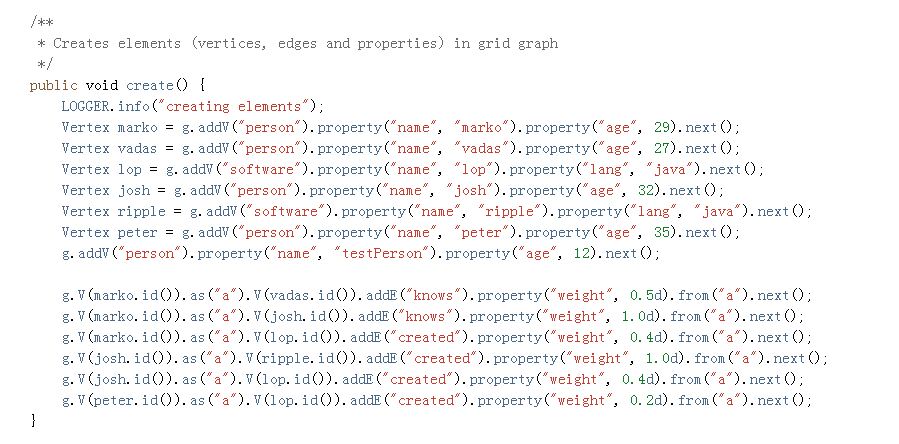 /**
 * Creates elements (vertices, edges and properties) in grid graph
 */
public void create() {
    LOGGER.info("creating elements");
    Vertex marko = g.addV("person").property("name", "marko").property("age", 29).next();
    Vertex vadas = g.addV("person").property("name", "vadas").property("age", 27).next();
    Vertex lop = g.addV("software").property("name", "lop").property("lang", "java").next();
    Vertex josh = g.addV("person").property("name", "josh").property("age", 32).next();
    Vertex ripple = g.addV("software").property("name", "ripple").property("lang", "java").next();
    Vertex peter = g.addV("person").property("name", "peter").property("age", 35).next();
    g.addV("person").property("name", "testPerson").property("age", 12).next();

    g.V(marko.id()).as("a").V(vadas.id()).addE("knows").property("weight", 0.5d).from("a").next();
    g.V(marko.id()).as("a").V(josh.id()).addE("knows").property("weight", 1.0d).from("a").next();
    g.V(marko.id()).as("a").V(lop.id()).addE("created").property("weight", 0.4d).from("a").next();
    g.V(josh.id()).as("a").V(ripple.id()).addE("created").property("weight", 1.0d).from("a").next();
    g.V(josh.id()).as("a").V(lop.id()).addE("created").property("weight", 0.4d).from("a").next();
    g.V(peter.id()).as("a").V(lop.id()).addE("created").property("weight", 0.2d).from("a").next();
}